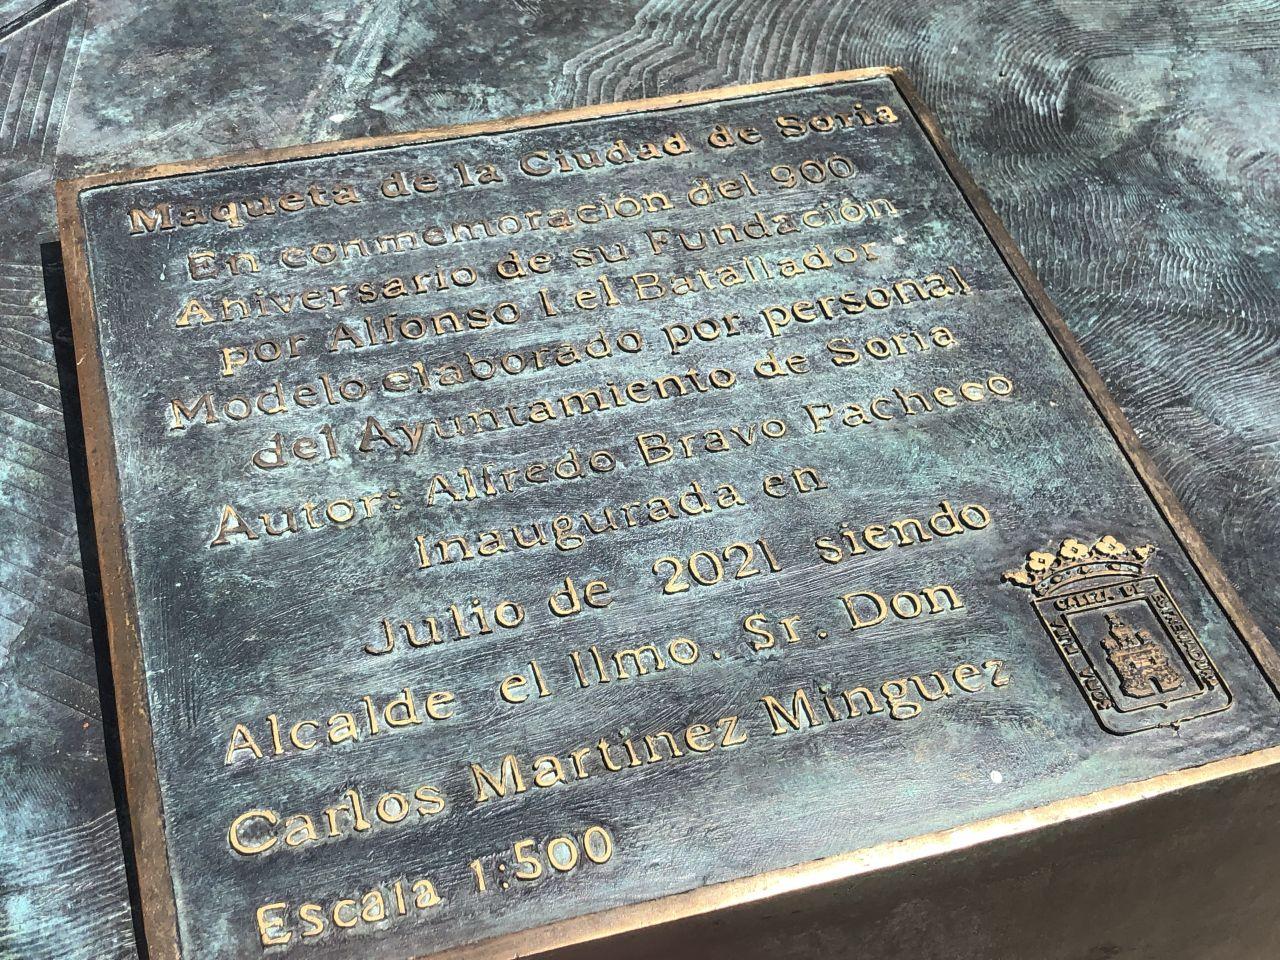 Maqueta de la Ciudad de Soria
En conmemoración del 900
Aniversario de su Fundación
por Alfonso I el Batallador
Modelo elaborado por personal
del Ayuntamiento de Soria
Autor: Alfredo Bravo Pacheco
Inaugurada en
Julio de 2021 siendo
Alcalde el Ilmo. Sr. Don
Carlos Martinez Minguez
Escala 1:500